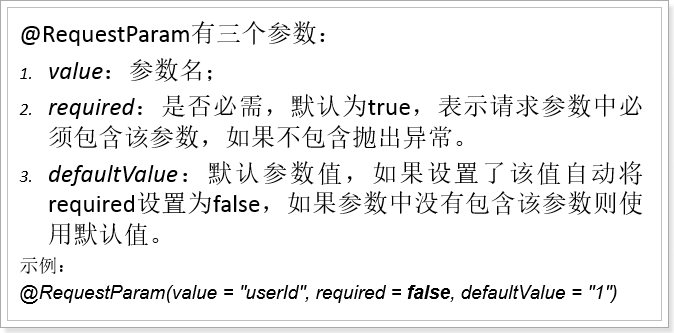 @RequestParam有三个参数：
1. value：参数名；
2. required：是否必需，默认为true，表示请求参数中必
须包含该参数，如果不包含抛出异常。
3. defaultValue：默认参数值，如果设置了该值自动将
required设置为false，如果参数中没有包含该参数则使
用默认值。
示例：
@RequestParam(value = "userId", required = false, defaultValue = "1")